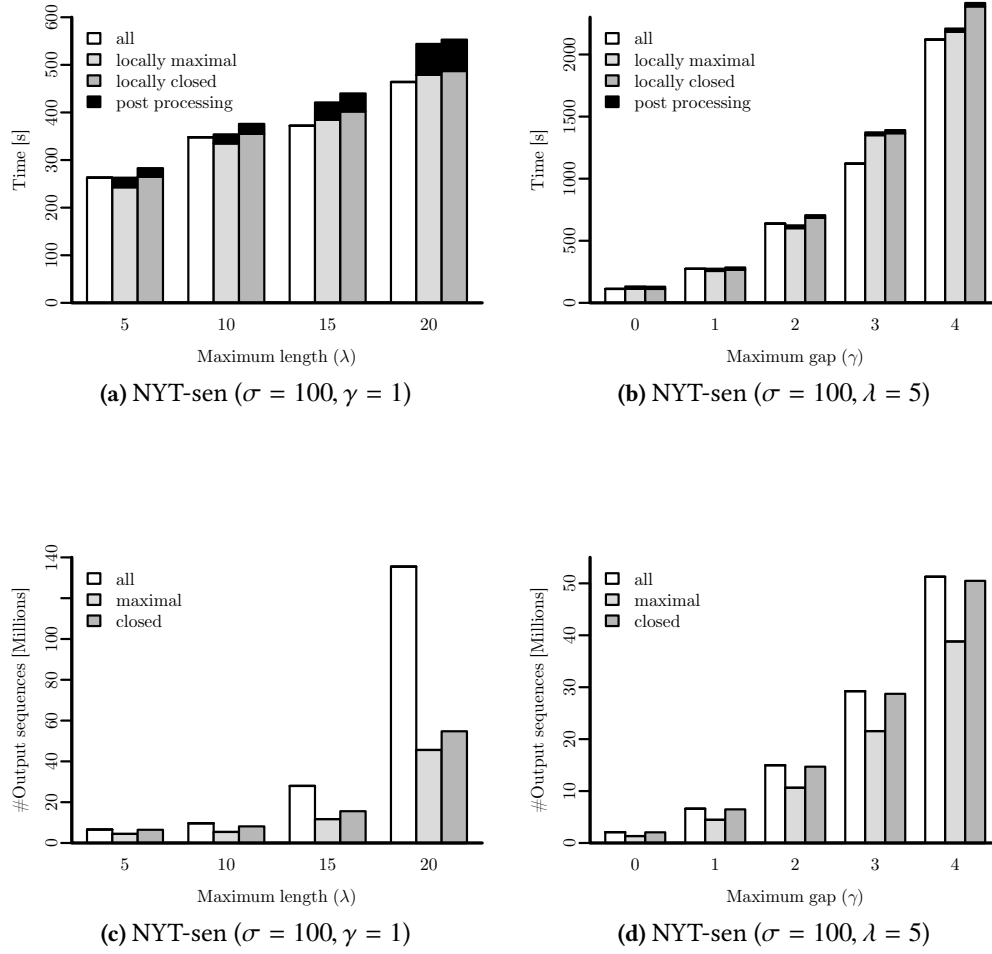 Time [s]
600
500
400
300
200
100
0
all
locally maximal
locally closed
post processing
5 10 15 20
Maximum length (λ)
(a) NYT-sen (σ = 100, γ = 1)
Time [s]
2000
1500
1000
500
0
all
locally maximal
locally closed
post processing
0 1 2 3 4
Maximum gap (γ)
(b) NYT-sen (σ = 100, λ = 5)
#Output sequences [Millions]
140
100
80
60
40
20
0
all
maximal
closed
5 10 15 20
Maximum length (λ)
(c) NYT-sen (σ = 100, γ = 1)
#Output sequences [Millions]
50
40
30
20
10
0
all
maximal
closed
0 1 2 3 4
Maximum gap (γ)
(d) NYT-sen (σ = 100, λ = 5)